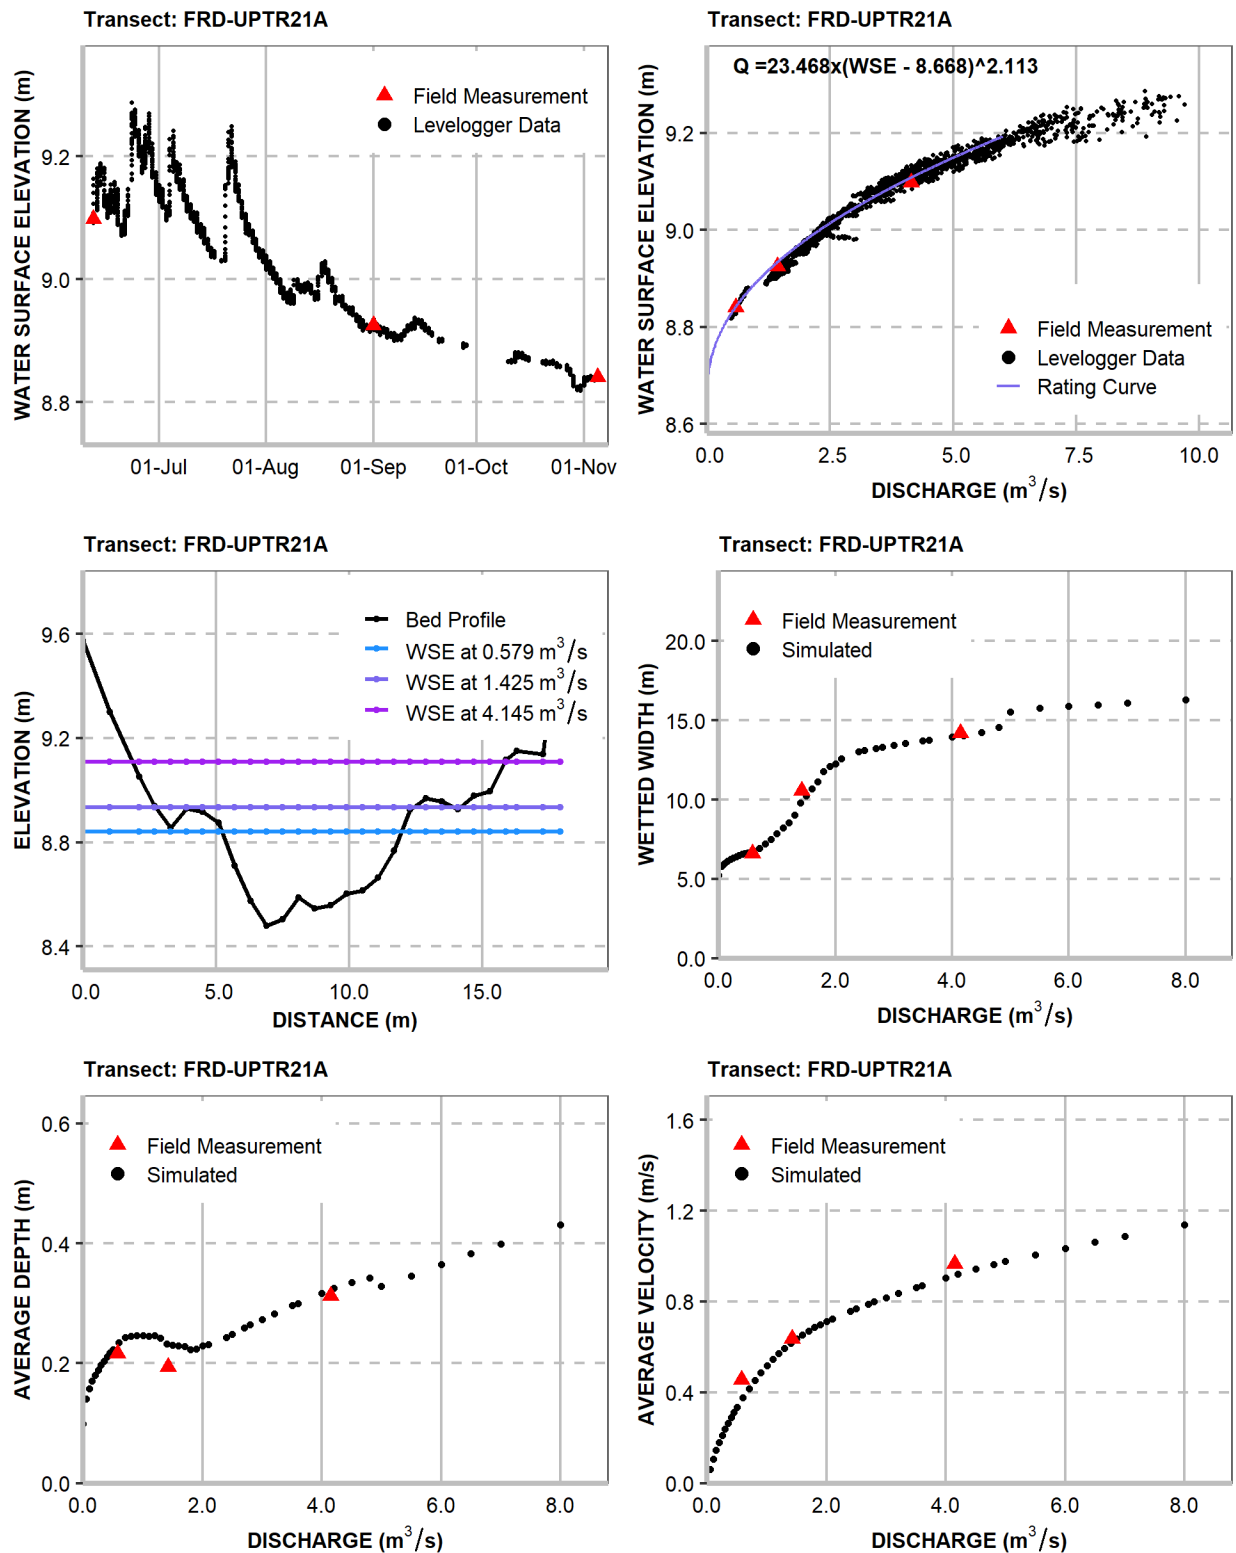 Transect: FRD-UPTR21A
WATER SURFACE ELEVATION (m)
9.2
9.0
8.8
Field Measurement
Levelogger Data
01-Jul
01-Aug
01-Sep
01-Oct
01-Nov
Transect: FRD-UPTR21A
Q =23.468x(WSE - 8.668)^2.113
WATER SURFACE ELEVATION (m)
9.2
9.0
8.8
8.6
Field Measurement
Levelogger Data
Rating Curve
0.0
2.5
5.0
7.5
10.0
DISCHARGE (m³/s)
Transect: FRD-UPTR21A
ELEVATION (m)
9.6
9.2
8.8
8.4
Bed Profile
WSE at 0.579 m³/s
WSE at 1.425 m³/s
WSE at 4.145 m³/s
0.0
5.0
10.0
15.0
DISTANCE (m)
Transect: FRD-UPTR21A
WETTED WIDTH (m)
20.0
15.0
10.0
5.0
0.0
Field Measurement
Simulated
0.0
2.0
4.0
6.0
8.0
DISCHARGE (m³/s)
Transect: FRD-UPTR21A
AVERAGE DEPTH (m)
0.6
0.4
0.2
0.0
Field Measurement
Simulated
0.0
2.0
4.0
6.0
8.0
DISCHARGE (m³/s)
Transect: FRD-UPTR21A
AVERAGE VELOCITY (m/s)
1.6
1.2
0.8
0.4
0.0
Field Measurement
Simulated
0.0
2.0
4.0
6.0
8.0
DISCHARGE (m³/s)